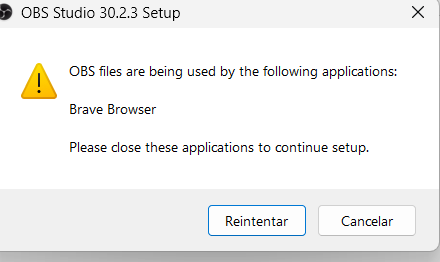 OBS Studio 30.2.3 Setup
OBS files are being used by the following applications:
Brave Browser
Please close these applications to continue setup.
Reintentar
Cancelar